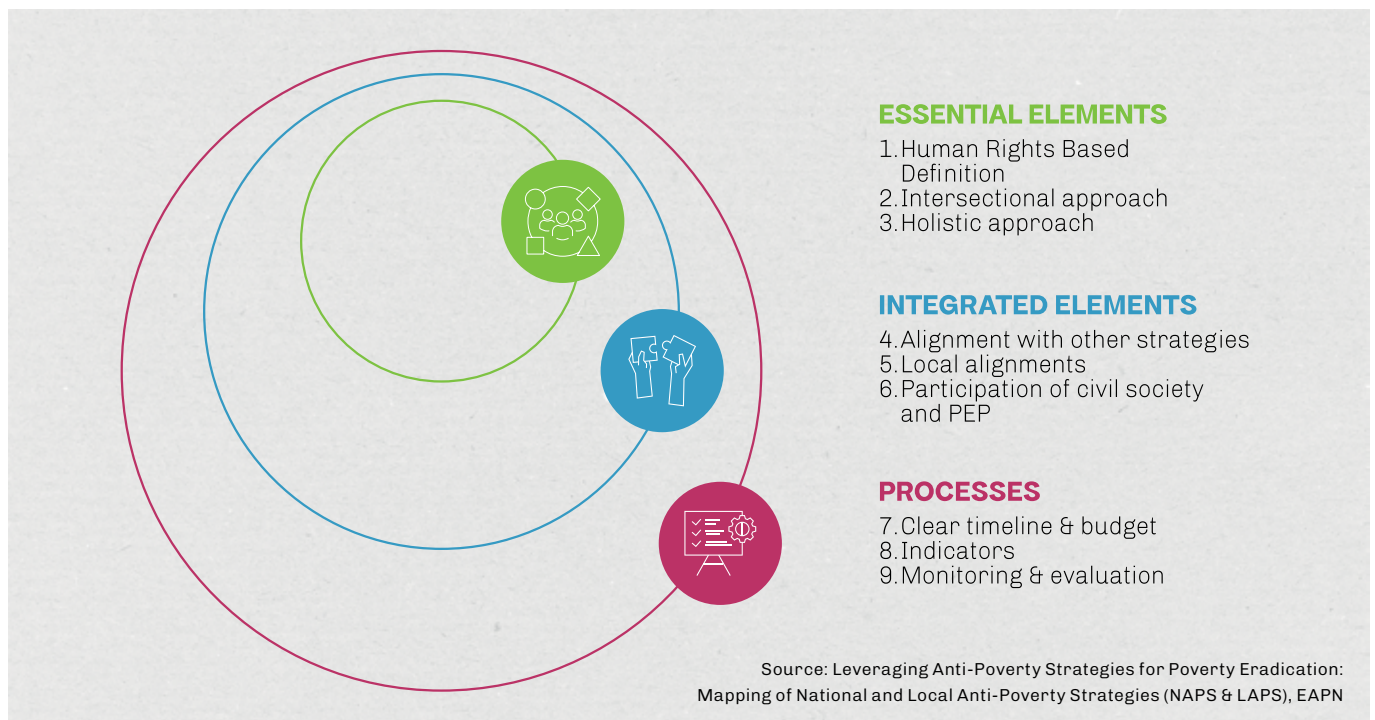 ESSENTIAL ELEMENTS
1.Human Rights Based
Definition
2.Intersectional approach
3.Holistic approach
INTEGRATED ELEMENTS
4.Alignment with other strategies
5.Local alignments
6.Participation of civil society
and PEP
PROCESSES
7.Clear timeline & budget
8.Indicators
9.Monitoring & evaluation
Source: Leveraging Anti-Poverty Strategies for Poverty Eradication:
Mapping of National and Local Anti-Poverty Strategies (NAPS & LAPS), EAPN